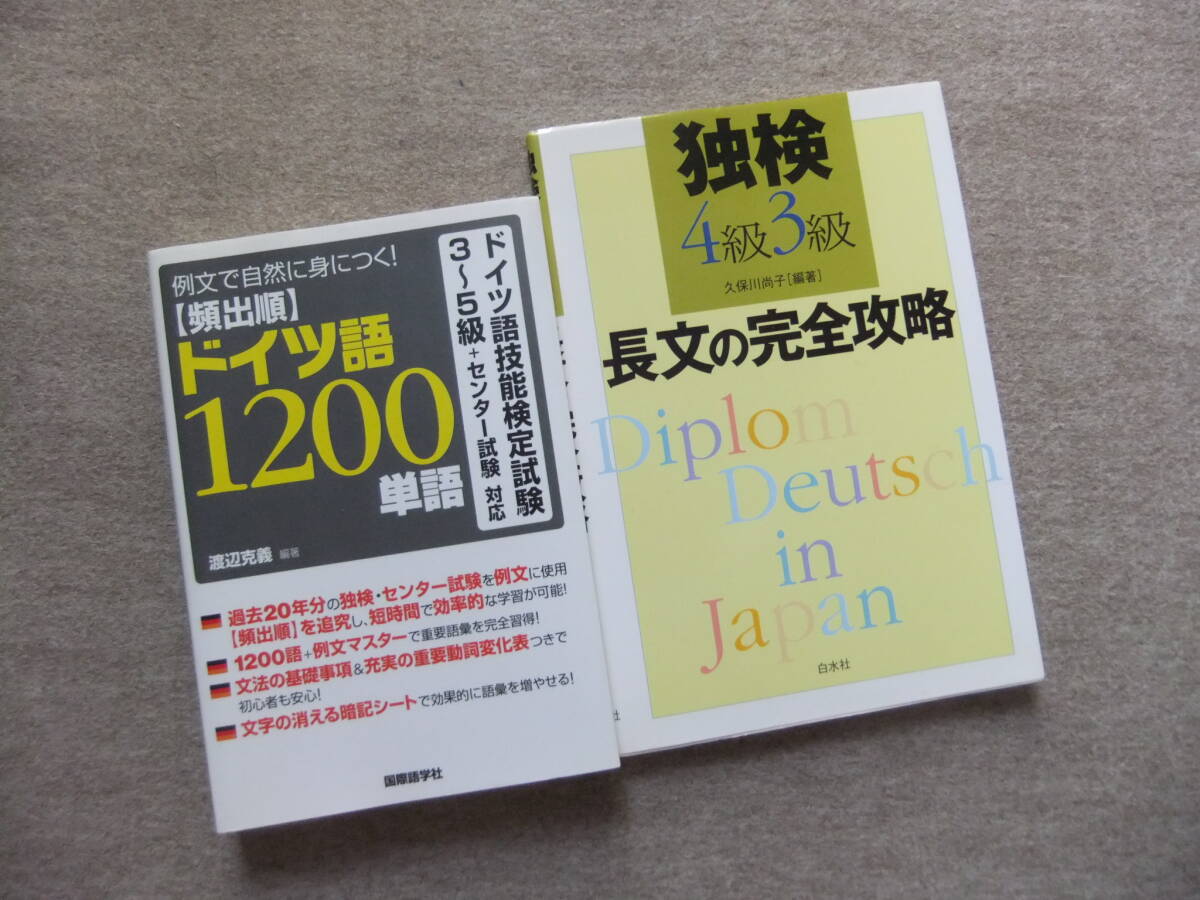 例文で自然に身につく!
【頻出順】
ドイツ語
1200
単語
ドイツ語技能検定試験
3〜5級+センター試験 対応
渡辺克義 編著
過去20年分の独検・センター試験を例文に使用
【頻出順】を追究し、短時間で効率的な学習が可能!
1200語+例文マスターで重要語彙を完全習得!
文法の基礎事項&充実の重要動詞変化表つきで
初心者も安心!
文字の消える暗記シートで効果的に語彙を増やせる!
国際語学社
独検
4級3級
久保川尚子[編著]
長文の完全攻略
Diplom
Deutsch
in
Japan
白水社
社